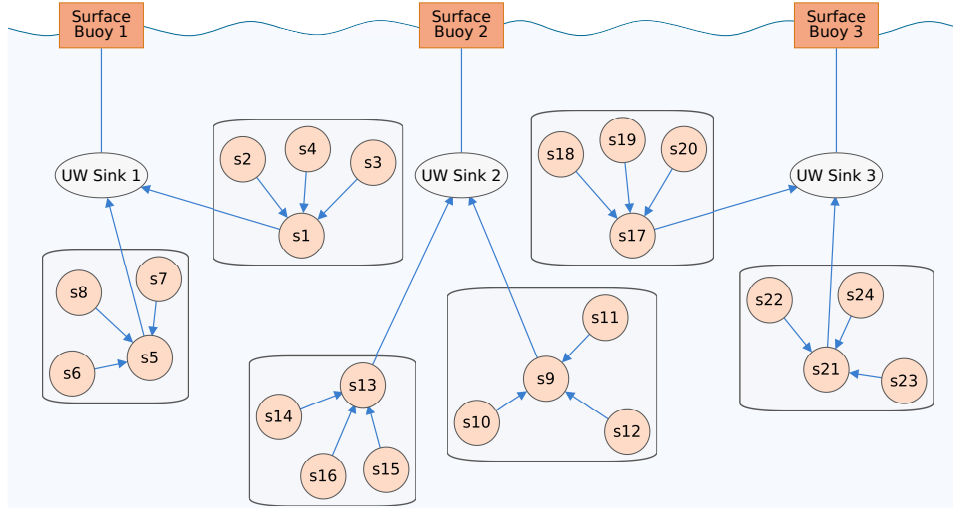 Surface
Buoy 1
Surface
Buoy 2
Surface
Buoy 3
UW Sink 1
UW Sink 2
UW Sink 3
s2
s4
s3
s1
s18
s19
s20
s17
s8
s7
s6
s5
s13
s14
s16
s15
s11
s9
s10
s12
s22
s24
s21
s23